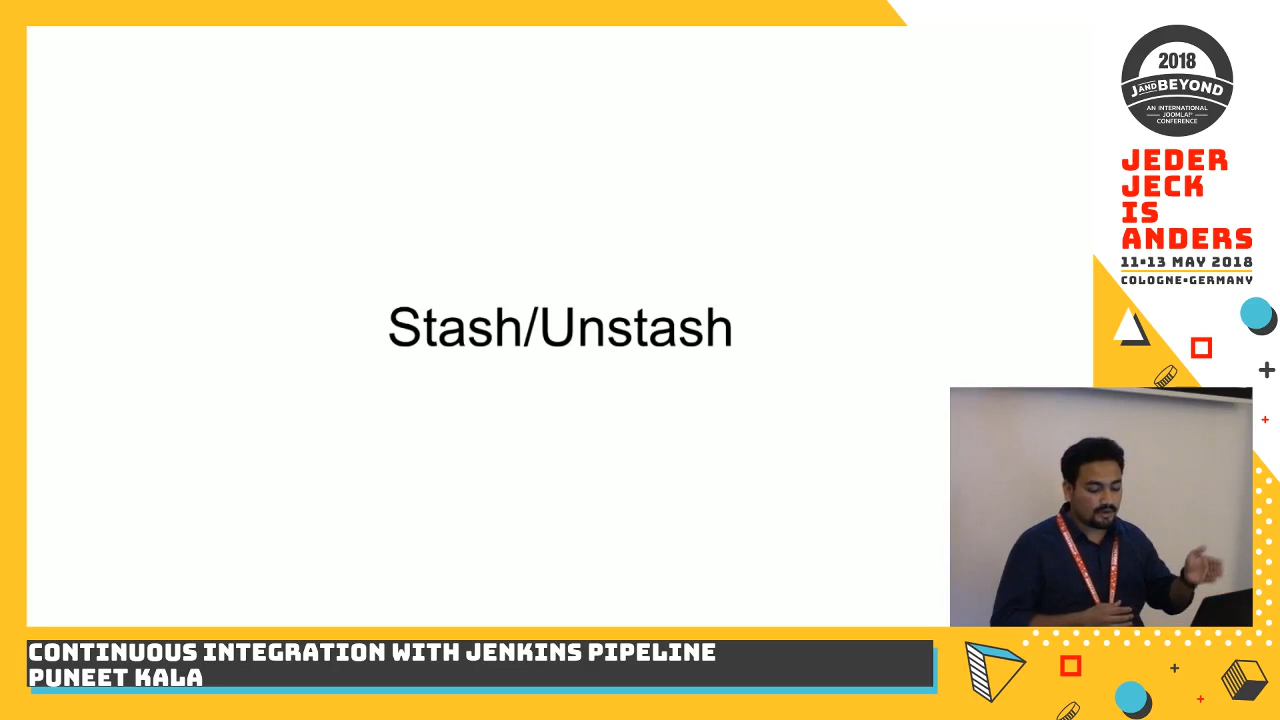 Stash/Unstash
2018
J AND BEYOND
AN INTERNATIONAL
JOOMLA!®
CONFERENCE
JEDER
JECK
IS
ANDERS
11-13 MAY 2018
COLOGNE-GERMANY
CONTINUOUS INTEGRATION WITH JENKINS PIPELINE
PUNEET KALA